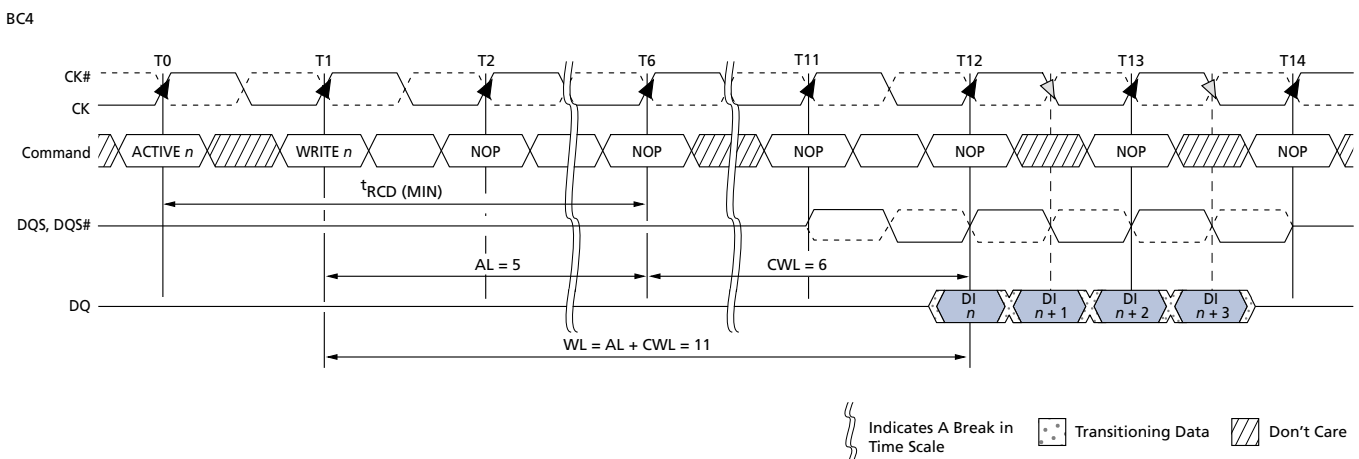 BC4
T0 T1 T2 T6 T11 T12 T13 T14
CK#
CK
Command ACTIVE n WRITE n NOP NOP NOP NOP NOP NOP
tRCD (MIN)
DQS, DQS#
AL = 5 CWL = 6
DQ DI n DI n + 1 DI n + 2 DI n + 3
WL = AL + CWL = 11
Indicates A Break in
Time Scale
Transitioning Data
Don't Care